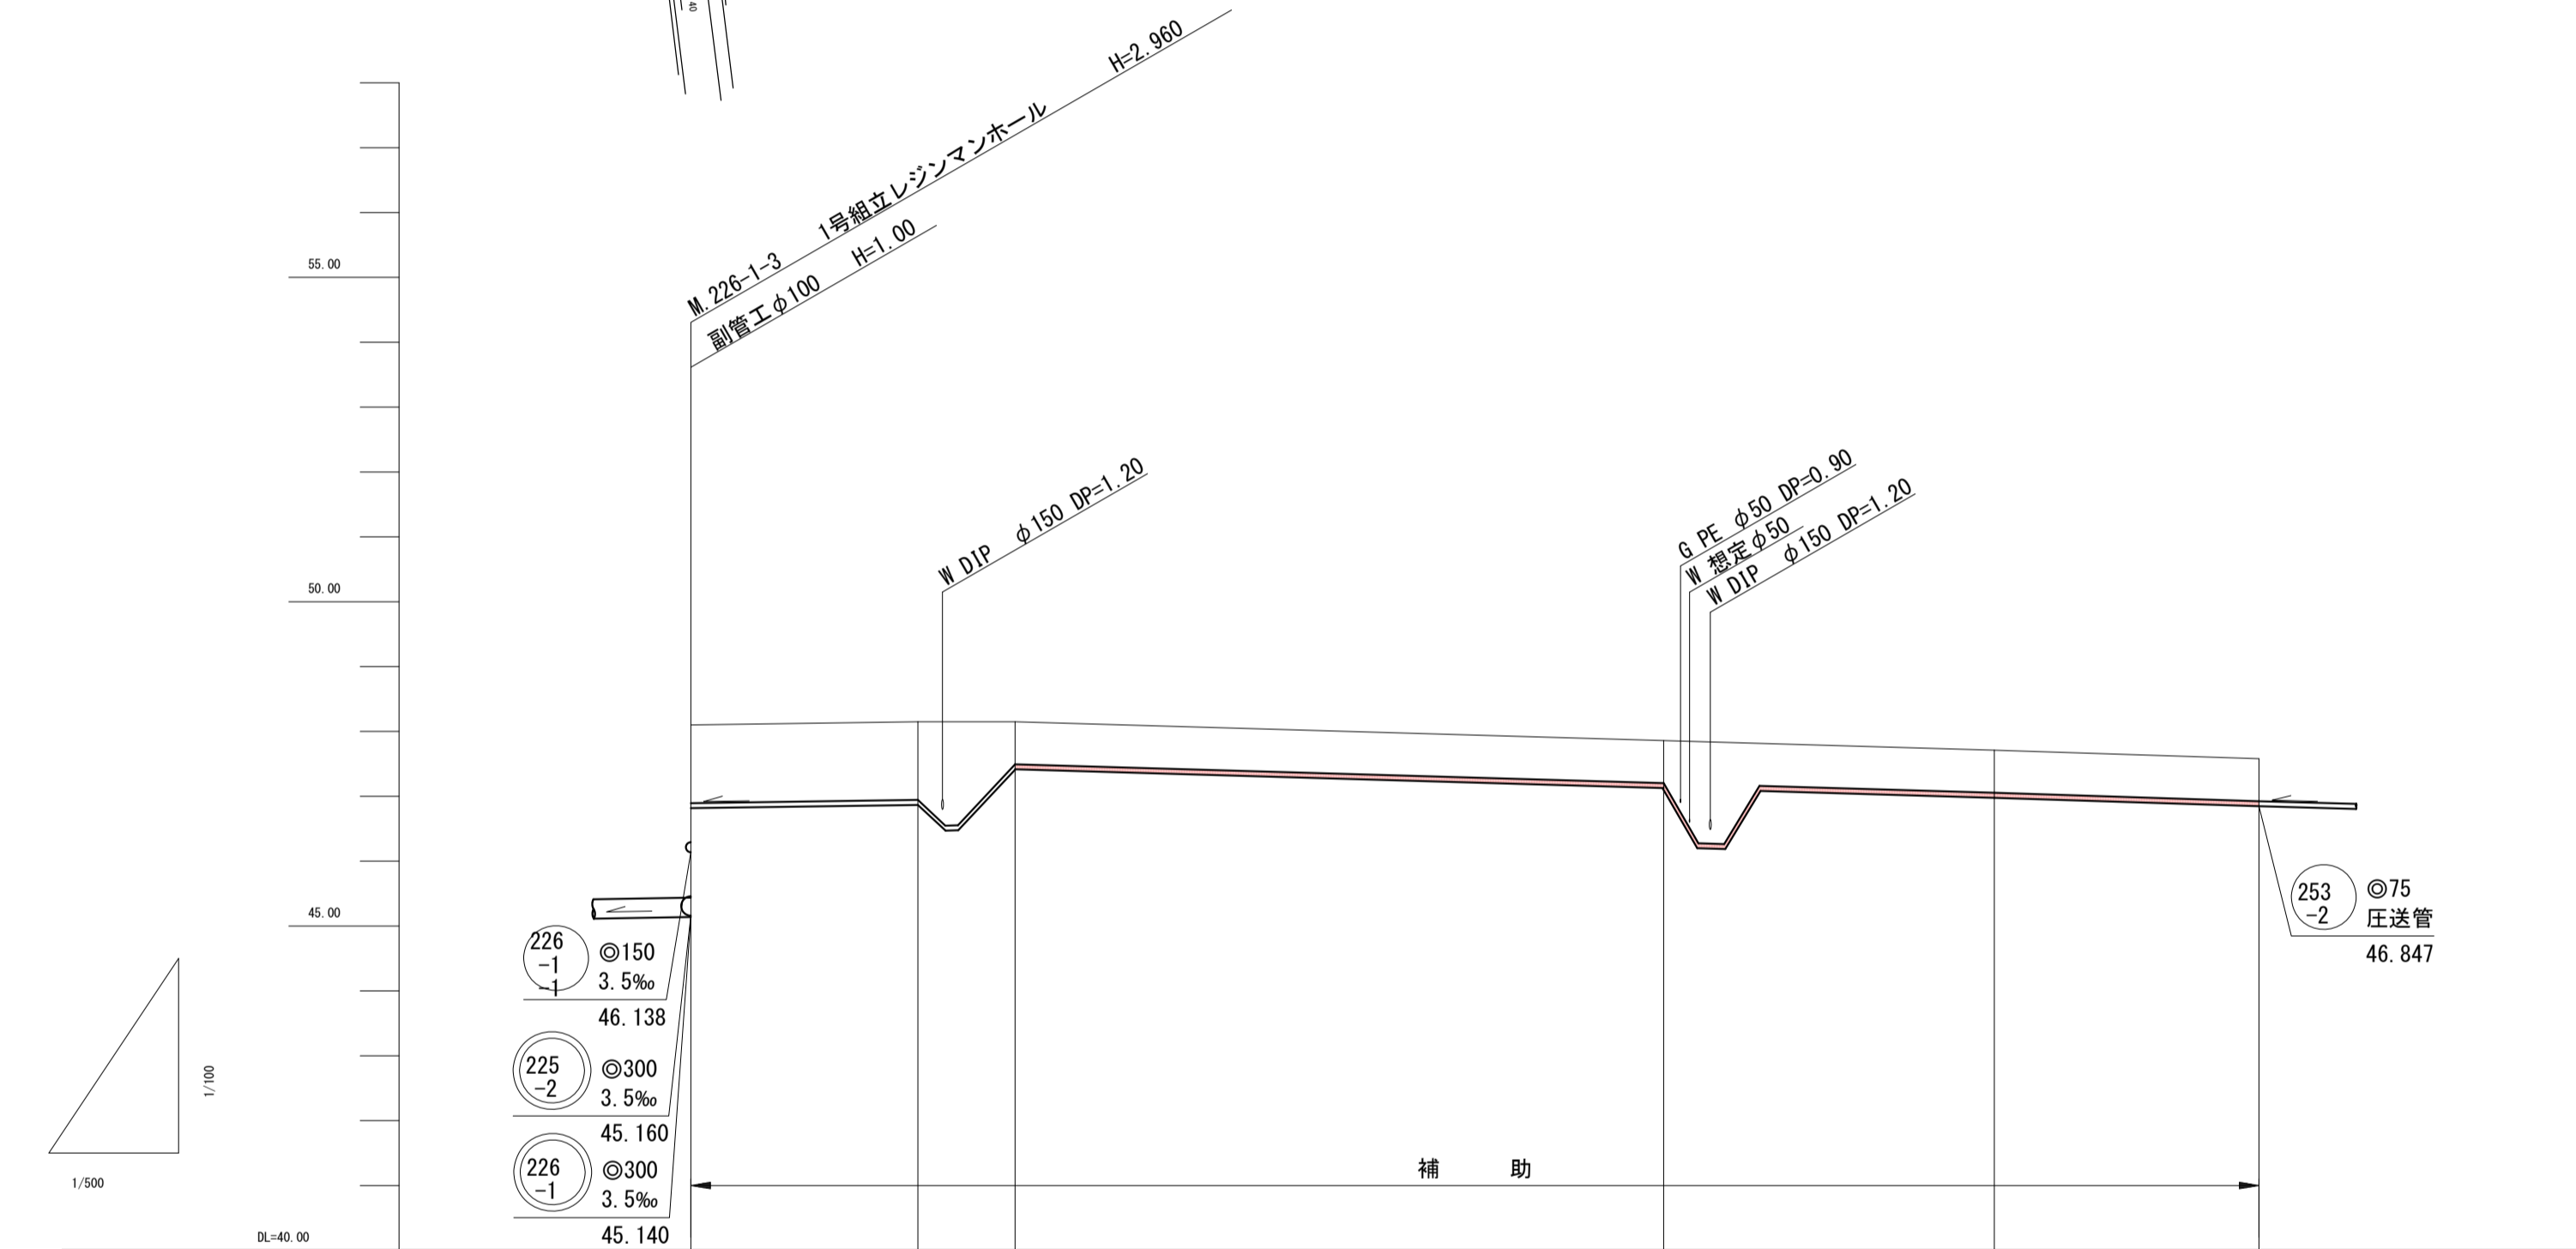 40
M.226-1-3 1号組立レジンマンホール H=2.960
副管工φ100 H=1.00
55.00
W DIP φ150 DP=1.20
G PE φ50 DP=0.90
W 想定φ50
W DIP φ150 DP=1.20
50.00
45.00
226
-1
-1
◎150
3.5‰
46.138
225
-2
◎300
3.5‰
45.160
226
-1
◎300
3.5‰
45.140
253
-2
◎75
圧送管
46.847
1/100
1/500
補 助
DL=40.00